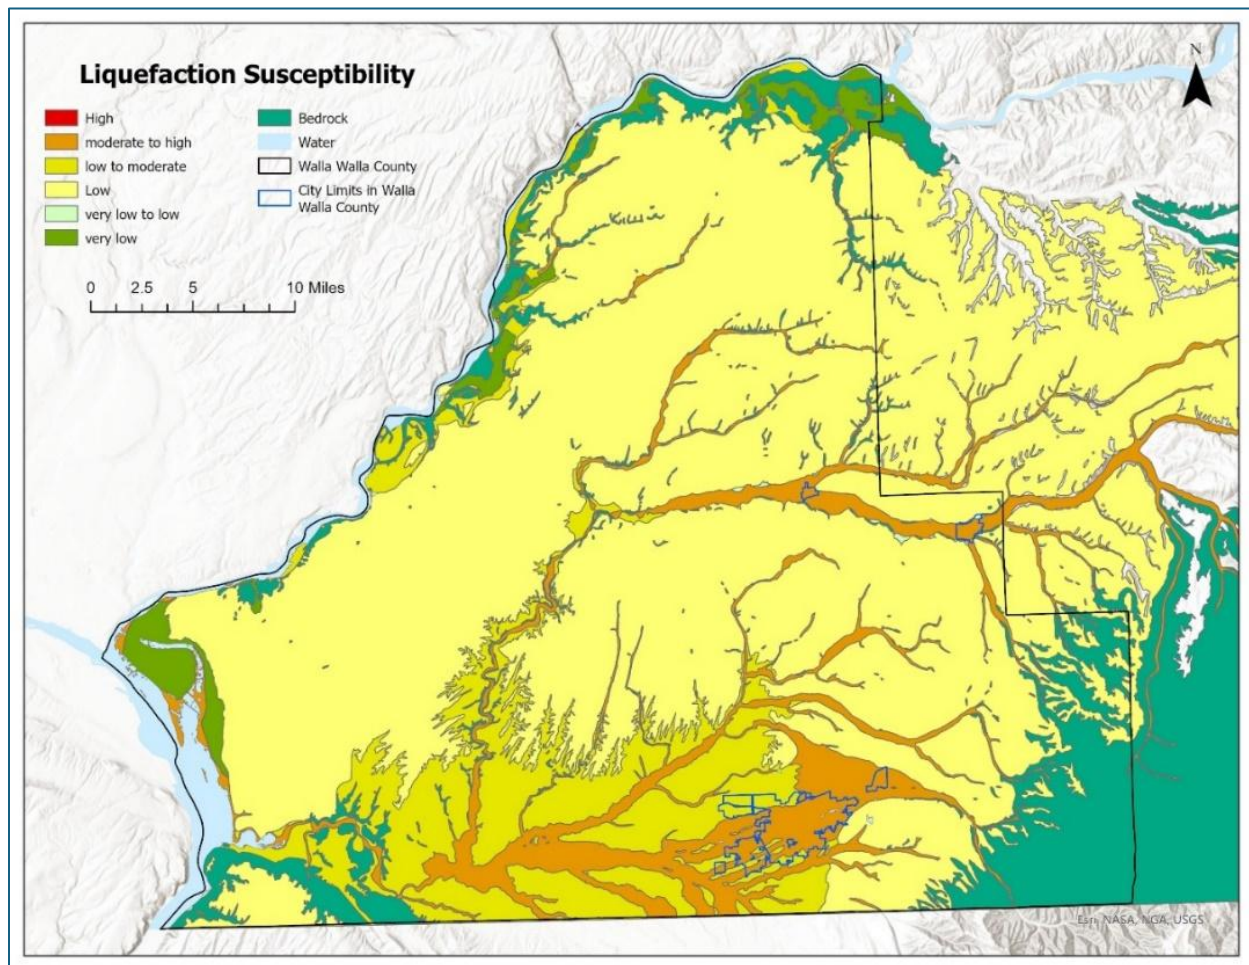 Liquefaction Susceptibility
High
moderate to high
low to moderate
Low
very low to low
very low
Bedrock
Water
Walla Walla County
City Limits in Walla
Walla County
0 2.5 5 10 Miles
N
Esri, NASA, NGA, USGS